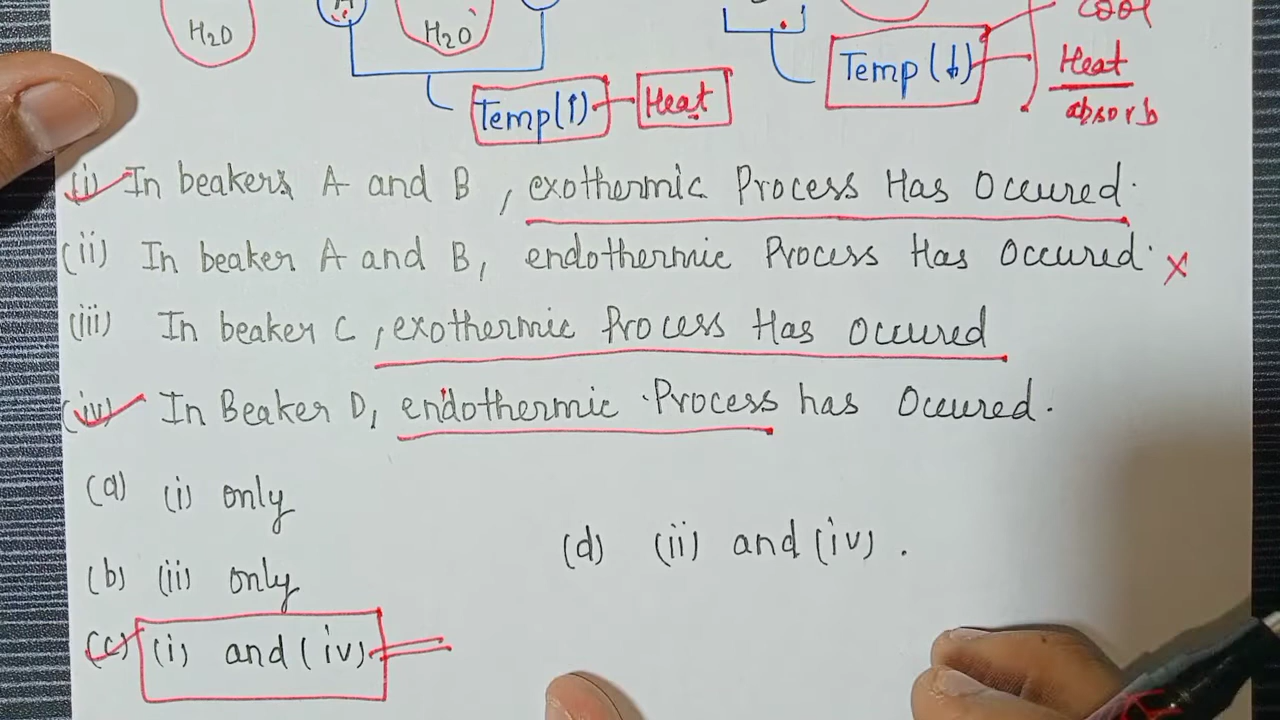 H2O
H2O
Cool
Temp(↑) Heat
Temp(↓) Heat
absorb
(i) In beakers A and B, exothermic Process Has Occured.
(ii) In beaker A and B, endothermic Process Has Occured. ×
(iii) In beaker C, exothermic Process Has Occured
(iv) In Beaker D, endothermic Process has Occured.
(a) (i) only
(b) (ii) only
(c) (i) and (iv)
(d) (ii) and (iv).